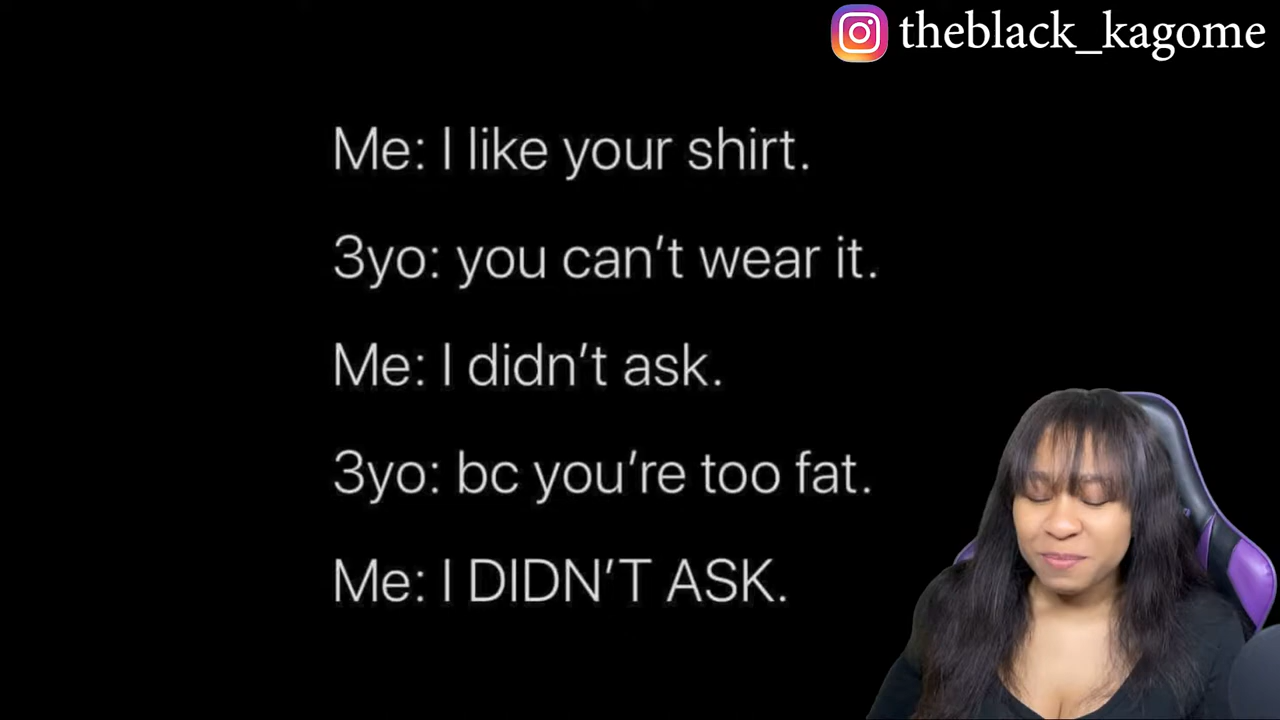 theblack_kagome
Me: I like your shirt.
3yo: you can’t wear it.
Me: I didn’t ask.
3yo: bc you’re too fat.
Me: I DIDN’T ASK.